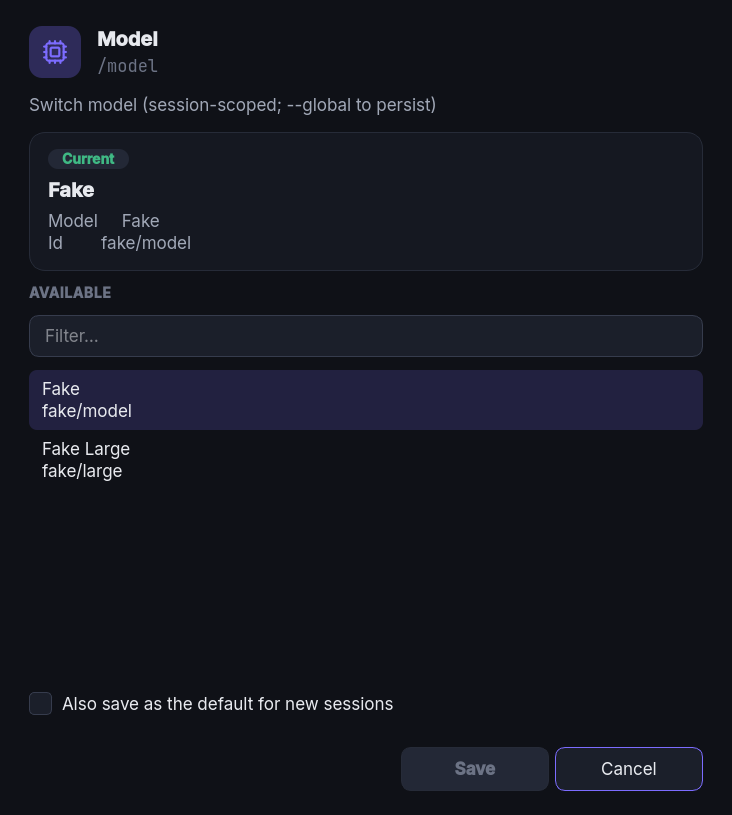 Model
/model
Switch model (session-scoped; --global to persist)
Current
Fake
Model Fake
Id fake/model
AVAILABLE
Filter...
Fake
fake/model
Fake Large
fake/large
Also save as the default for new sessions
Save Cancel